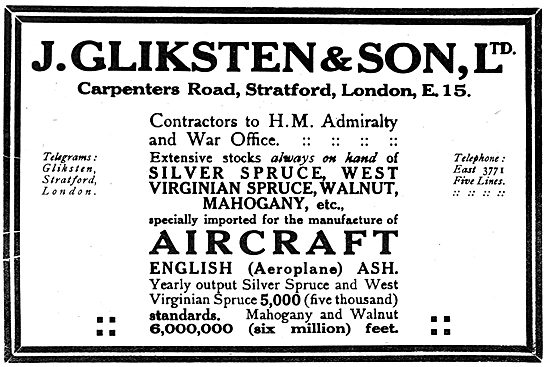 J. GLIKSTEN & SON, LTD.
Carpenters Road, Stratford, London, E. 15.
Contractors to H.M. Admiralty
and War Office. :: :: :: ::
Telegrams:
Gliksten,
Stratford,
London.
Extensive stocks always on hand of
SILVER SPRUCE, WEST
VIRGINIAN SPRUCE, WALNUT,
MAHOGANY, etc.,
specially imported for the manufacture of
AIRCRAFT
ENGLISH (Aeroplane) ASH.
Yearly output Silver Spruce and West
Virginian Spruce 5,000 (five thousand)
standards. Mahogany and Walnut
6,000,000 (six million) feet.
Telephone:
East 3771
Five Lines.
:: :: :: ::